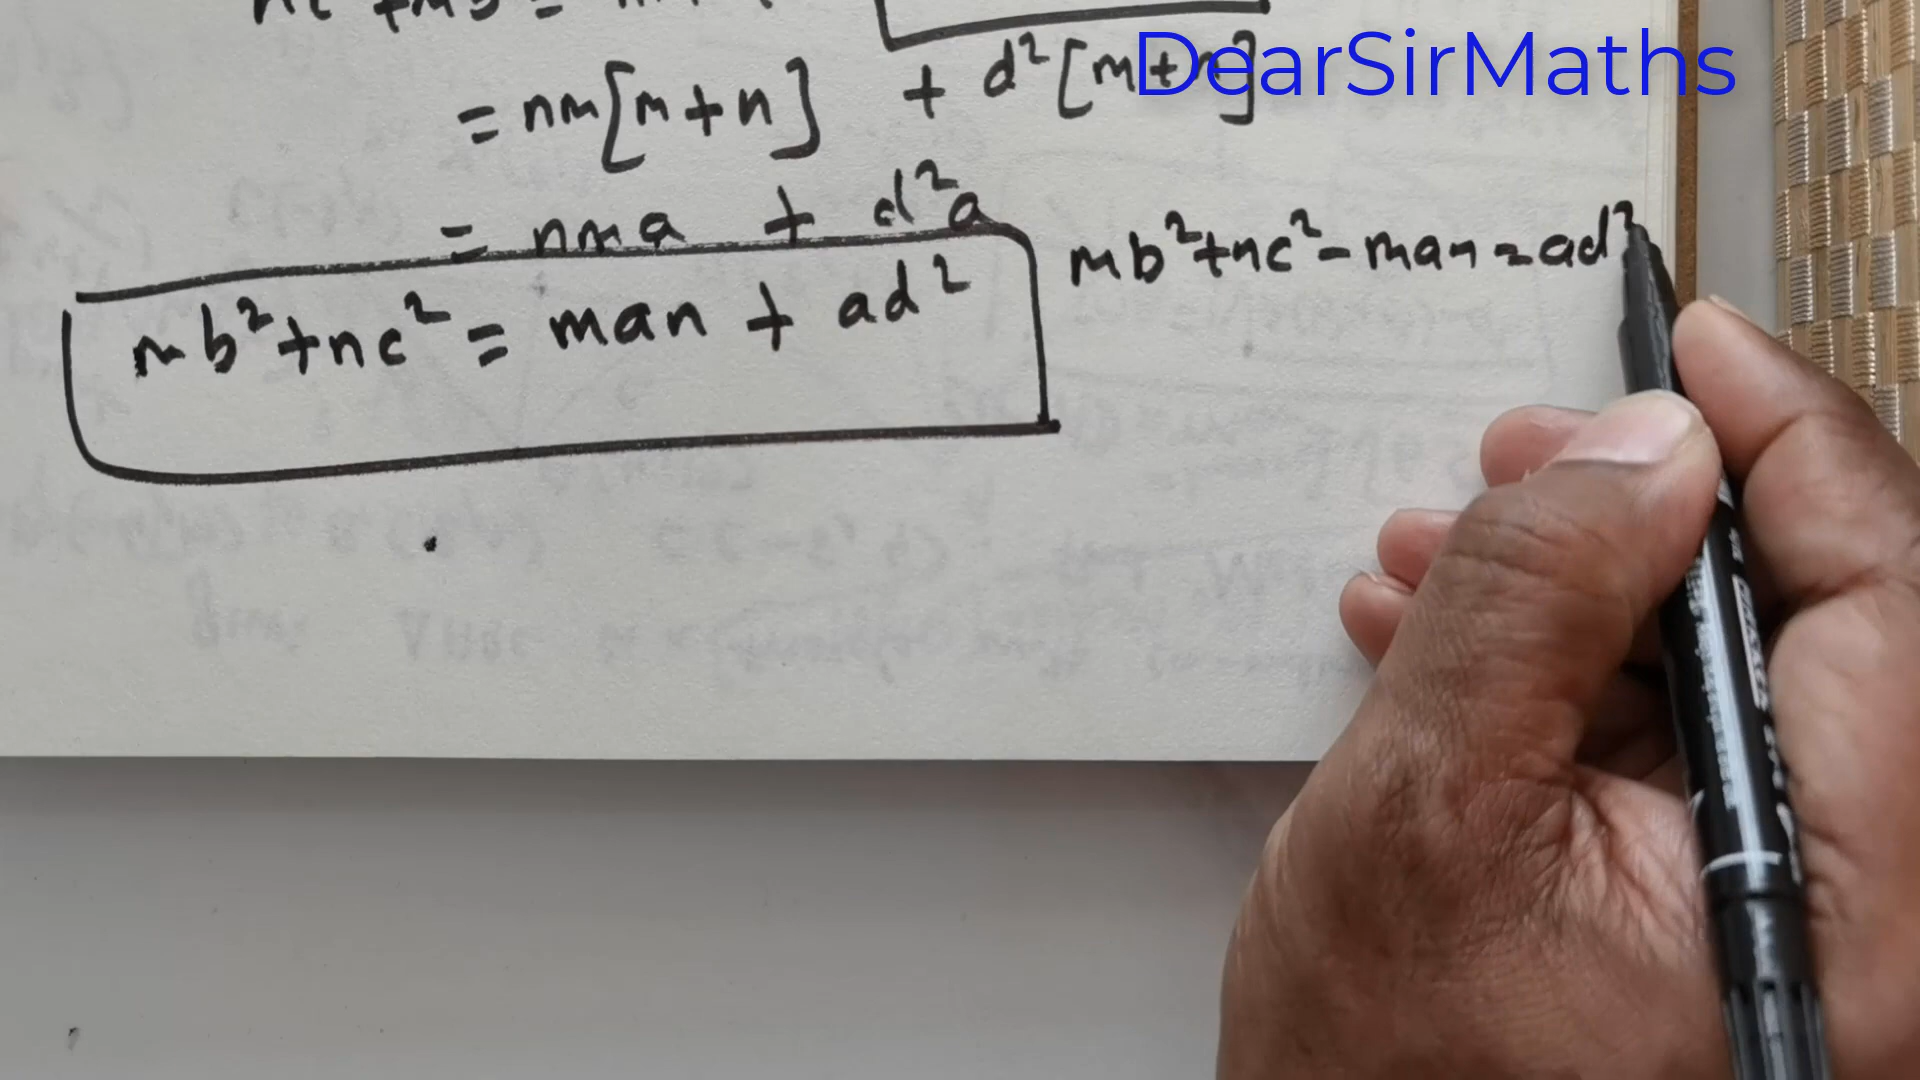 = nm[m+n] + d²[m+n]
DearSirMaths
= nma + d²a
mb²+nc² = man + ad²
mb²+nc²-man=ad²